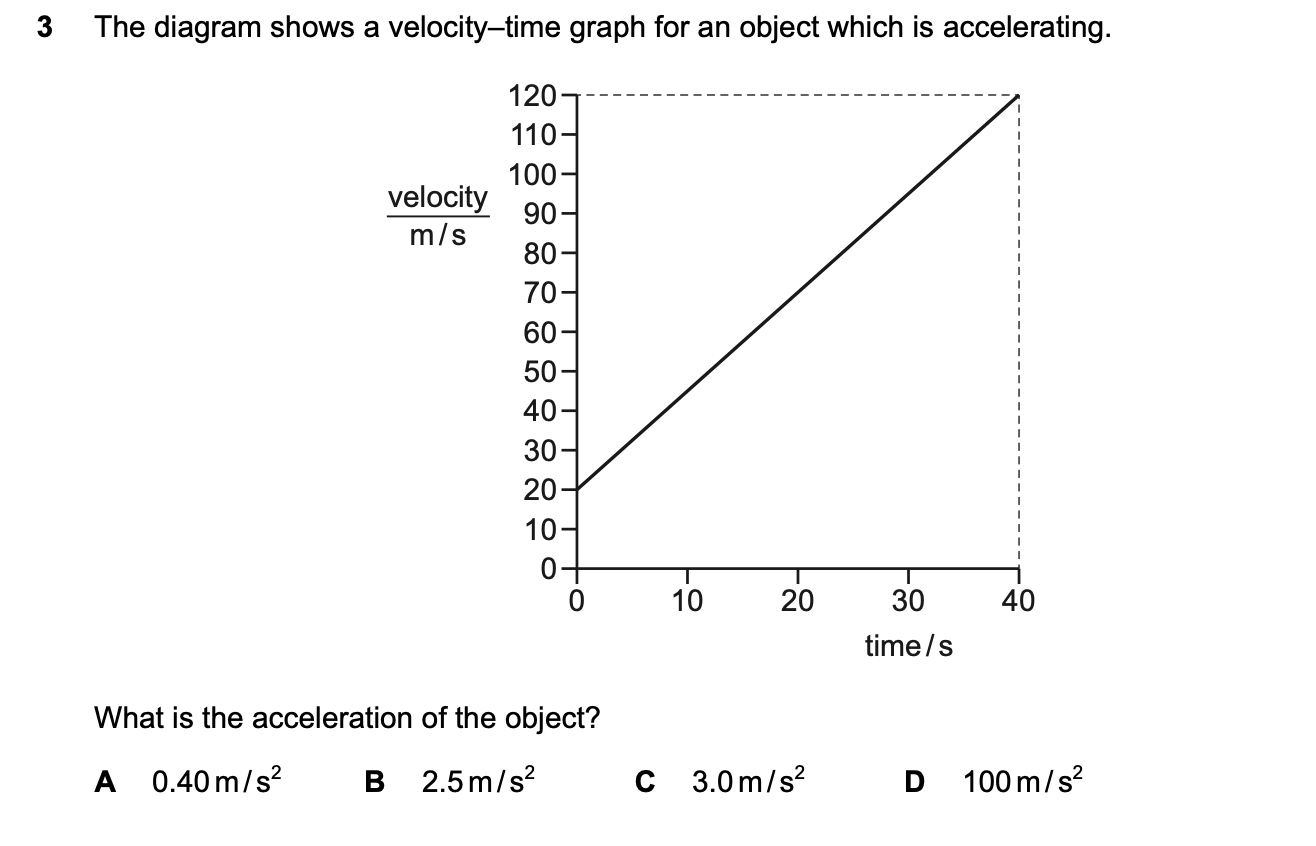 3 The diagram shows a velocity–time graph for an object which is accelerating.
120
110
100
velocity
m/s
90
80
70
60
50
40
30
20
10
0
0 10 20 30 40
time/s
What is the acceleration of the object?
A 0.40 m/s² B 2.5 m/s² C 3.0 m/s² D 100 m/s²